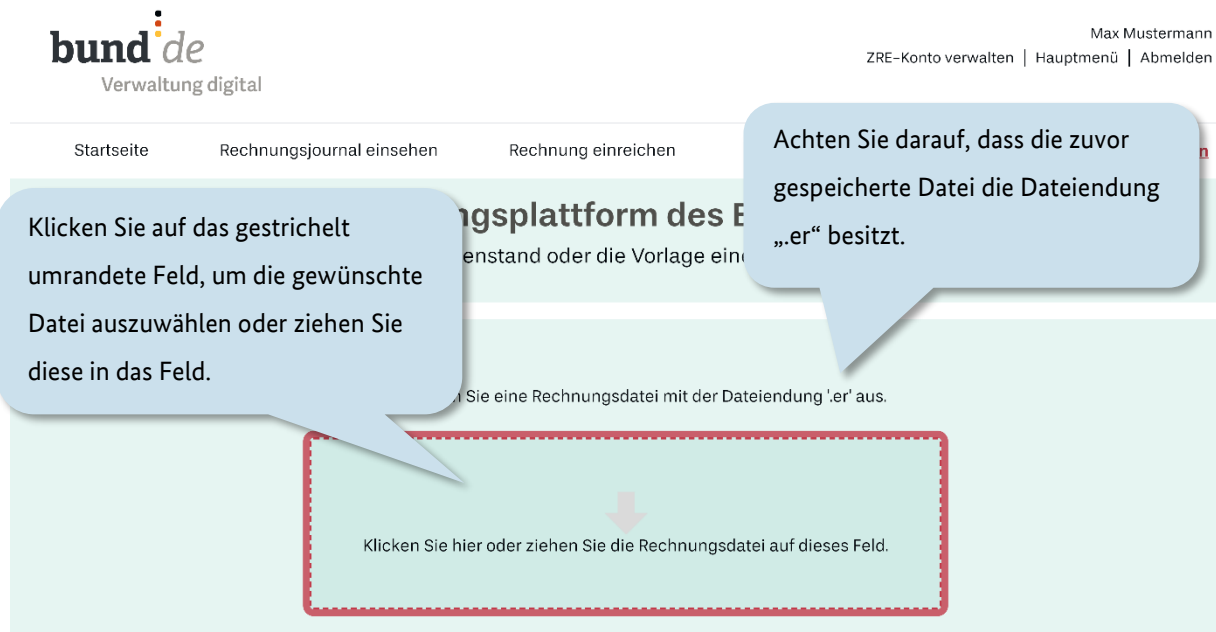 bund.de
Verwaltung digital
Max Mustermann
ZRE-Konto verwalten | Hauptmenü | Abmelden
Startseite Rechnungsjournal einsehen Rechnung einreichen
Achten Sie darauf, dass die zuvor
gespeicherte Datei die Dateiendung
„.er“ besitzt.
Klicken Sie auf das gestrichelt
umrandete Feld, um die gewünschte
Datei auszuwählen oder ziehen Sie
diese in das Feld.
ngsplattform des
enstand oder die Vorlage
Sie eine Rechnungsdatei mit der Dateiendung '.er' aus.
Klicken Sie hier oder ziehen Sie die Rechnungsdatei auf dieses Feld.